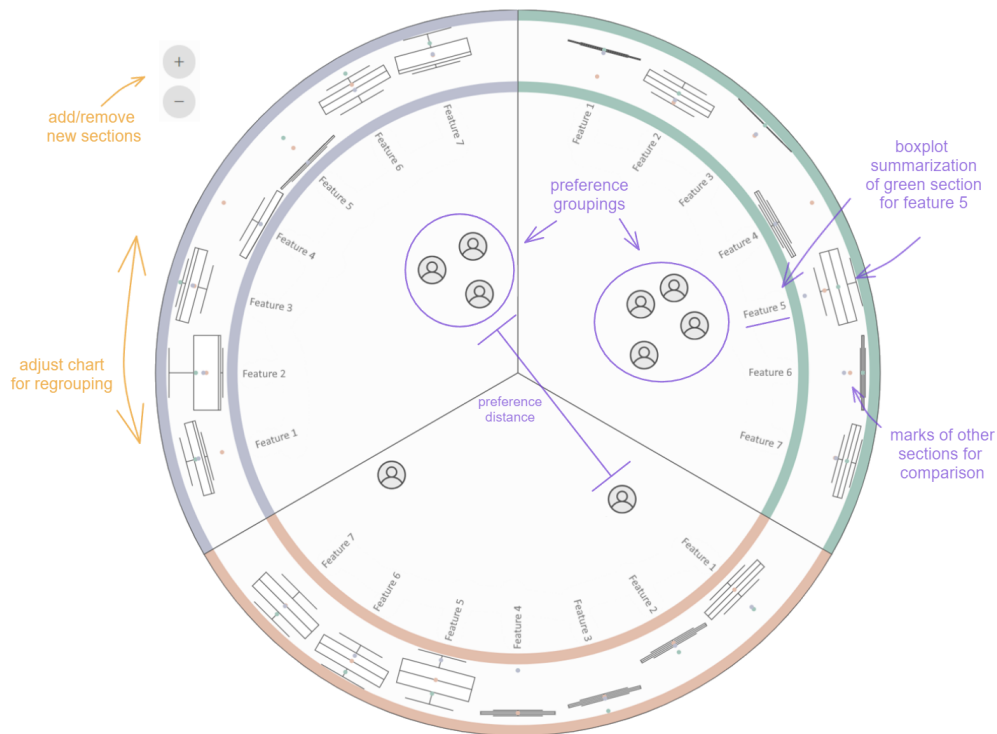 +
−
add/remove
new sections
adjust chart
for regrouping
Feature 1
Feature 2
Feature 3
Feature 4
Feature 5
Feature 6
Feature 7
Feature 1
Feature 2
Feature 3
Feature 4
Feature 5
Feature 6
Feature 7
Feature 1
Feature 2
Feature 3
Feature 4
Feature 5
Feature 6
Feature 7
preference
groupings
preference
distance
boxplot
summarization
of green section
for feature 5
marks of other
sections for
comparison